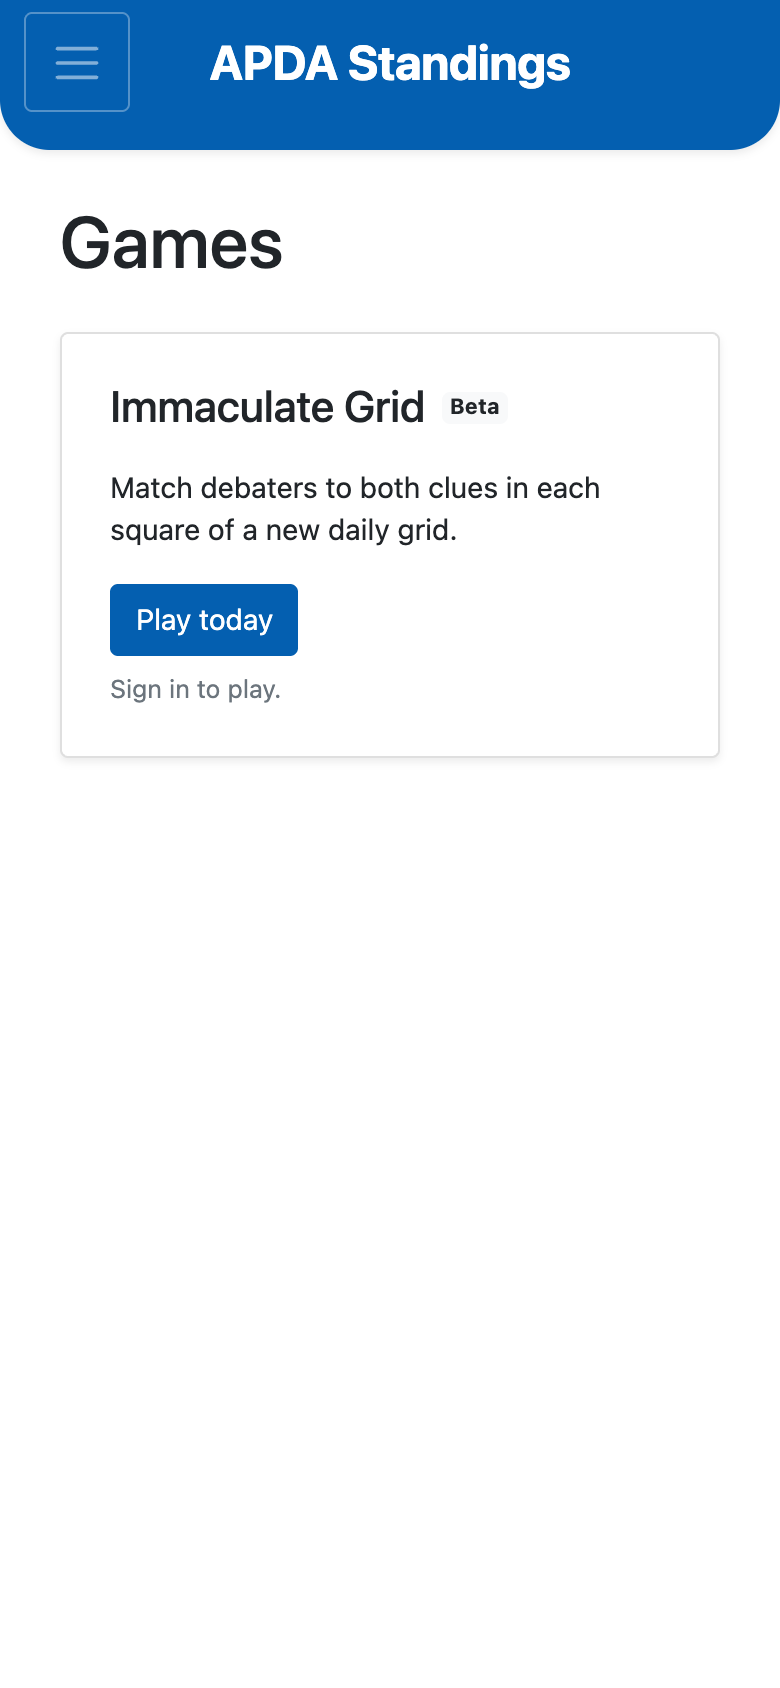 APDA Standings
Games
Immaculate Grid Beta
Match debaters to both clues in each
square of a new daily grid.
Play today
Sign in to play.